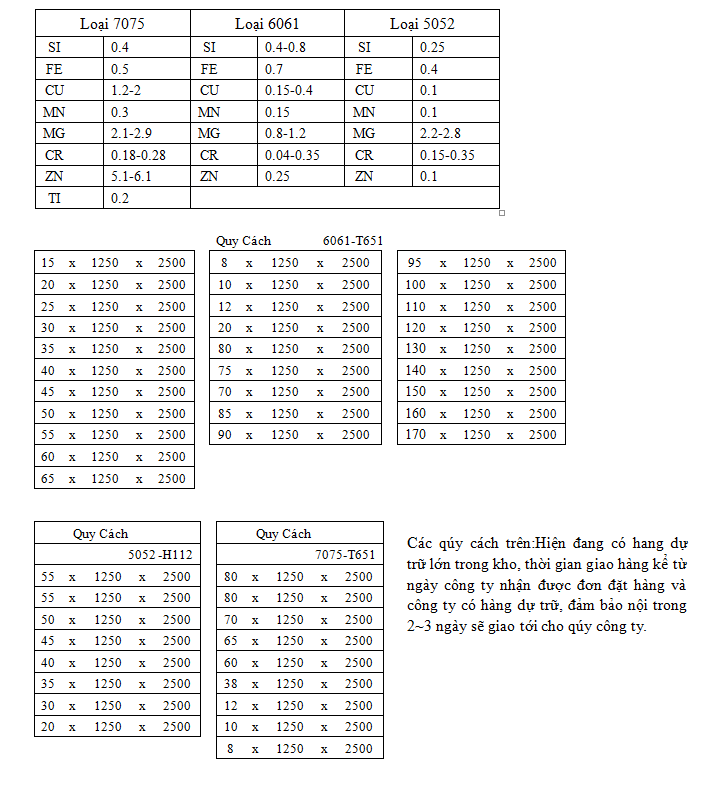 Loại 7075 Loại 6061 Loại 5052
SI 0.4 SI 0.4-0.8 SI 0.25
FE 0.5 FE 0.7 FE 0.4
CU 1.2-2 CU 0.15-0.4 CU 0.1
MN 0.3 MN 0.15 MN 0.1
MG 2.1-2.9 MG 0.8-1.2 MG 2.2-2.8
CR 0.18-0.28 CR 0.04-0.35 CR 0.15-0.35
ZN 5.1-6.1 ZN 0.25 ZN 0.1
TI 0.2
Quy Cách 6061-T651
15 x 1250 x 2500 8 x 1250 x 2500 95 x 1250 x 2500
20 x 1250 x 2500 10 x 1250 x 2500 100 x 1250 x 2500
25 x 1250 x 2500 12 x 1250 x 2500 110 x 1250 x 2500
30 x 1250 x 2500 20 x 1250 x 2500 120 x 1250 x 2500
35 x 1250 x 2500 80 x 1250 x 2500 130 x 1250 x 2500
40 x 1250 x 2500 75 x 1250 x 2500 140 x 1250 x 2500
45 x 1250 x 2500 70 x 1250 x 2500 150 x 1250 x 2500
50 x 1250 x 2500 85 x 1250 x 2500 160 x 1250 x 2500
55 x 1250 x 2500 90 x 1250 x 2500 170 x 1250 x 2500
60 x 1250 x 2500
65 x 1250 x 2500
Quy Cách
5052 -H112
55 x 1250 x 2500
55 x 1250 x 2500
50 x 1250 x 2500
45 x 1250 x 2500
40 x 1250 x 2500
35 x 1250 x 2500
30 x 1250 x 2500
20 x 1250 x 2500
Quy Cách
7075-T651
80 x 1250 x 2500
80 x 1250 x 2500
70 x 1250 x 2500
65 x 1250 x 2500
60 x 1250 x 2500
38 x 1250 x 2500
12 x 1250 x 2500
10 x 1250 x 2500
8 x 1250 x 2500
Các qúy cách trên:Hiện đang có hang dự
trữ lớn trong kho, thời gian giao hàng kể từ
ngày công ty nhận được đơn đặt hàng và
công ty có hàng dự trữ, đảm bảo nội trong
2~3 ngày sẽ giao tới cho qúy công ty.